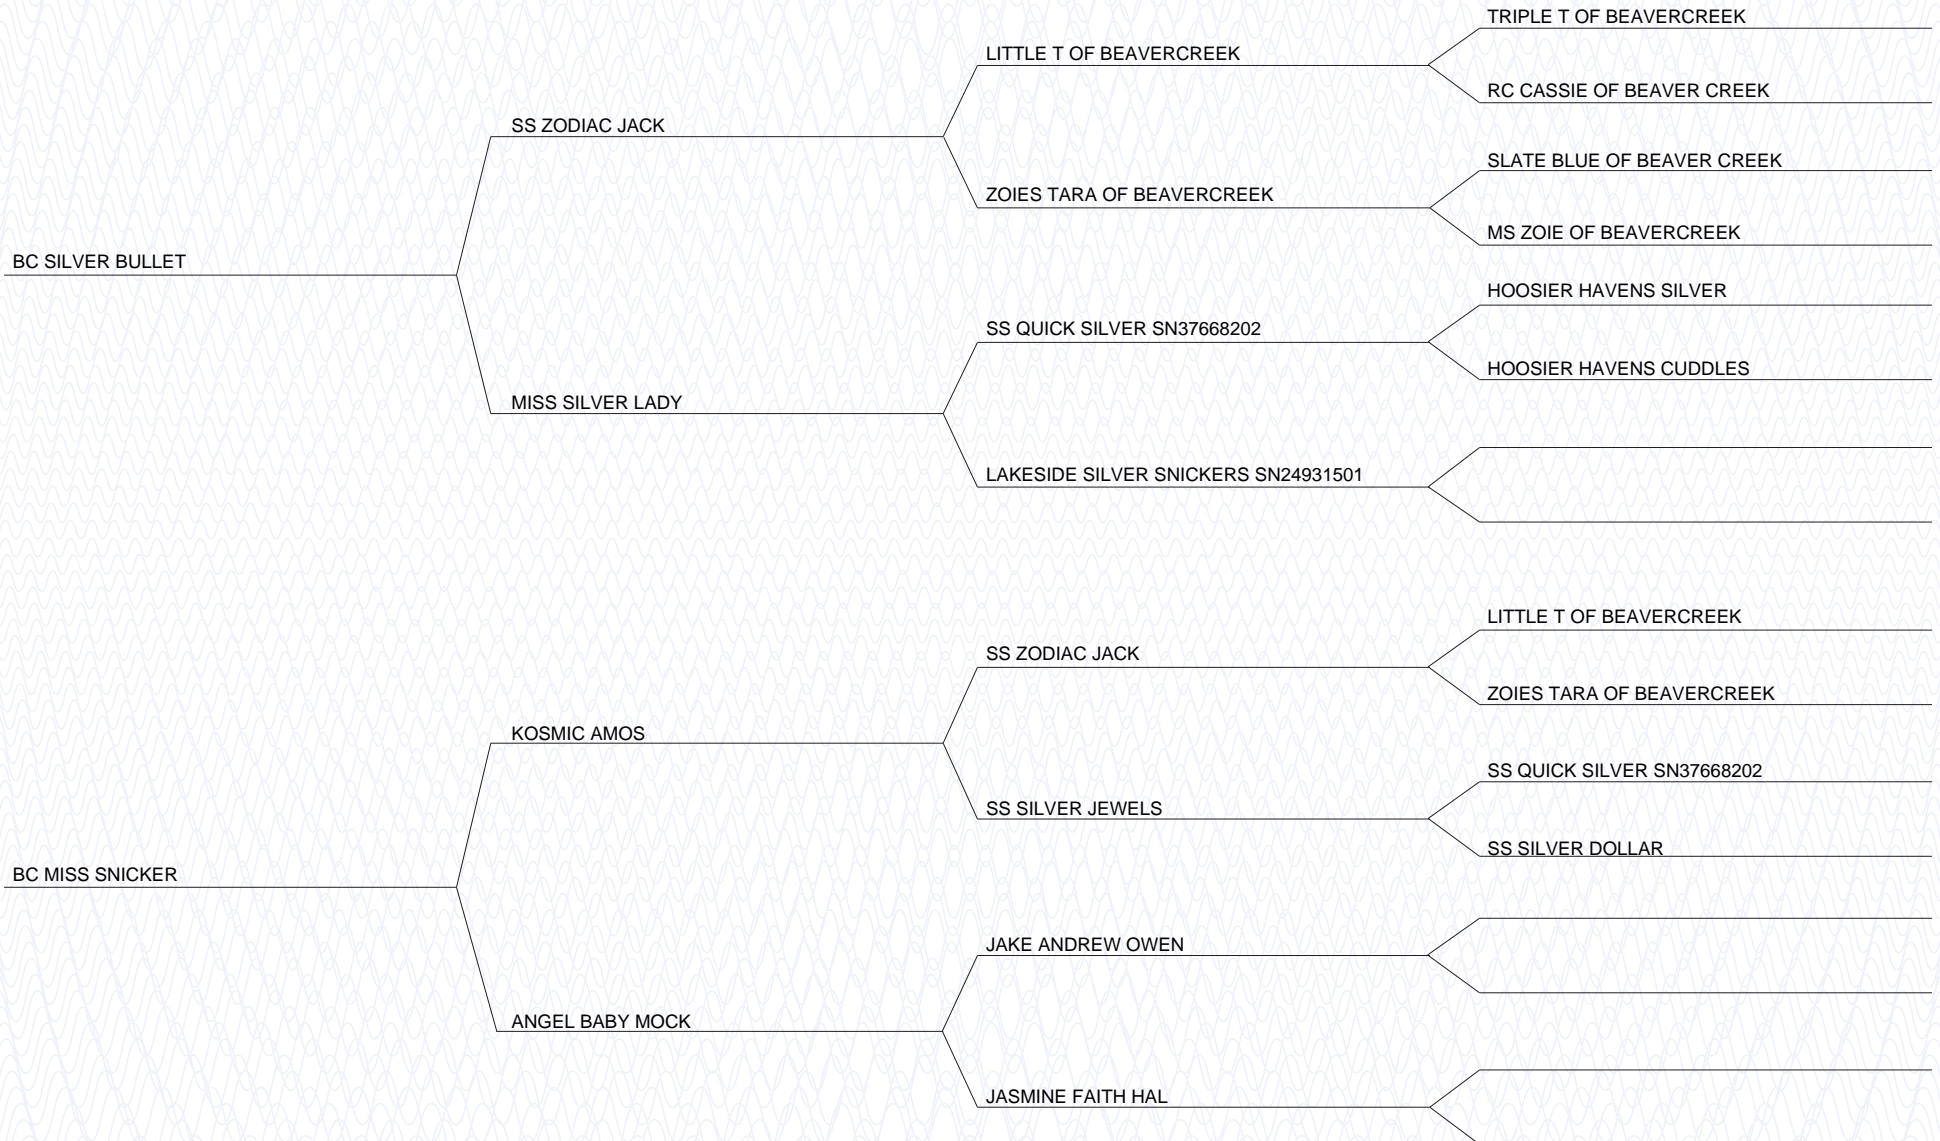 TRIPLE T OF BEAVERCREEK
LITTLE T OF BEAVERCREEK
RC CASSIE OF BEAVER CREEK
SS ZODIAC JACK
SLATE BLUE OF BEAVER CREEK
ZOIES TARA OF BEAVERCREEK
MS ZOIE OF BEAVERCREEK
BC SILVER BULLET
HOOSIER HAVENS SILVER
SS QUICK SILVER SN37668202
HOOSIER HAVENS CUDDLES
MISS SILVER LADY
LAKESIDE SILVER SNICKERS SN24931501
LITTLE T OF BEAVERCREEK
SS ZODIAC JACK
ZOIES TARA OF BEAVERCREEK
KOSMIC AMOS
SS QUICK SILVER SN37668202
SS SILVER JEWELS
SS SILVER DOLLAR
BC MISS SNICKER
JAKE ANDREW OWEN
ANGEL BABY MOCK
JASMINE FAITH HAL